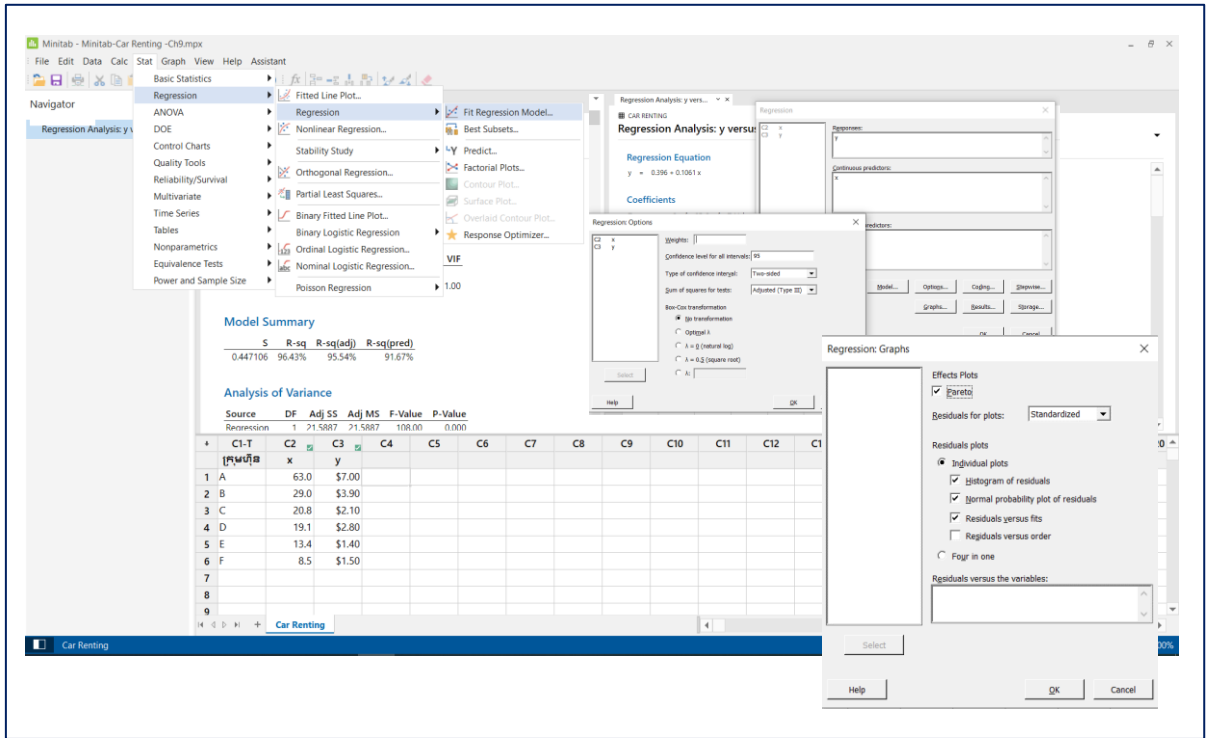 Minitab - Minitab-Car Renting -Ch9.mpx
File Edit Data Calc Stat Graph View Help Assistant
Navigator
Regression Analysis: y v
Basic Statistics
Regression
ANOVA
DOE
Control Charts
Quality Tools
Reliability/Survival
Multivariate
Time Series
Tables
Nonparametrics
Equivalence Tests
Power and Sample Size
Fitted Line Plot...
Regression
Nonlinear Regression...
Stability Study
Orthogonal Regression...
Partial Least Squares...
Binary Fitted Line Plot...
Binary Logistic Regression
Ordinal Logistic Regression...
Nominal Logistic Regression...
Poisson Regression
Fit Regression Model...
Best Subsets...
Predict...
Factorial Plots...
Contour Plot...
Surface Plot...
Overlaid Contour Plot...
Response Optimizer...
VIF
1.00
Model Summary
S R-sq R-sq(adj) R-sq(pred)
0.447106 96.43% 95.54% 91.67%
Analysis of Variance
Source DF Adj SS Adj MS F-Value P-Value
Regression 1 21.5887 21.5887 108.00 0.000
Regression Analysis: y vers...
CAR RENTING
Regression Analysis: y versu
Regression Equation
y = 0.396 + 0.1061 x
Coefficients
Regression
C2 x
C3 y
Responses:
y
Continuous predictors:
x
redictors:
Model... Options... Coding... Stepwise...
Graphs... Results... Storage...
OK Cancel
Regression: Options
C2 x
C3 y
Weights:
Confidence level for all intervals: 95
Type of confidence interval: Two-sided
Sum of squares for tests: Adjusted (Type III)
Box-Cox transformation
No transformation
Optimal λ
λ = 0 (natural log)
λ = 0.5 (square root)
λ:
Select
Help OK
Regression: Graphs
Effects Plots
Pareto
Residuals for plots: Standardized
Residuals plots
Individual plots
Histogram of residuals
Normal probability plot of residuals
Residuals versus fits
Residuals versus order
Four in one
Residuals versus the variables:
Select
Help OK Cancel
C1-T C2 C3 C4 C5 C6 C7 C8 C9 C10 C11 C12 C1
ក្រុមហ៊ុន x y
1 A 63.0 $7.00
2 B 29.0 $3.90
3 C 20.8 $2.10
4 D 19.1 $2.80
5 E 13.4 $1.40
6 F 8.5 $1.50
7
8
9
Car Renting
Car Renting
00%